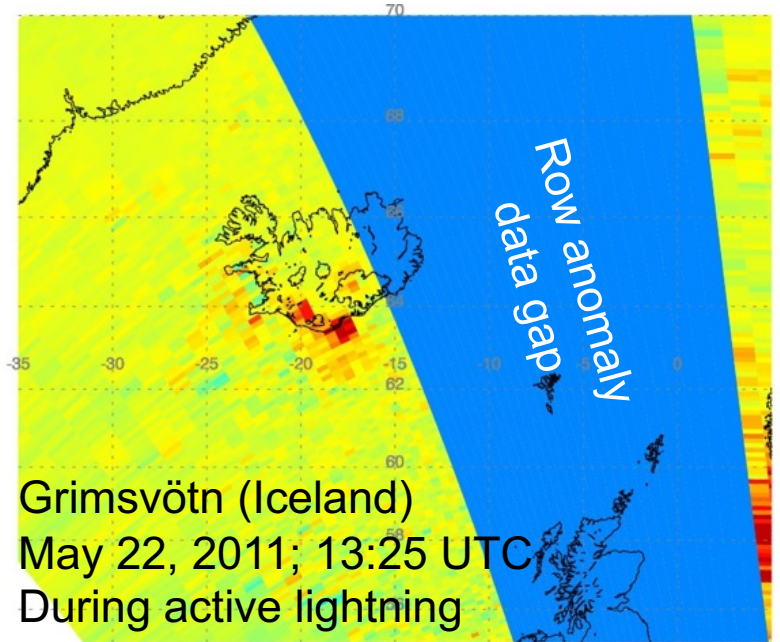 70
68
66
64
-35 -30 -25 -20 -15 -10 -5 0
62
60
58
56
Row anomaly
data gap
Grimsvötn (Iceland)
May 22, 2011; 13:25 UTC
During active lightning